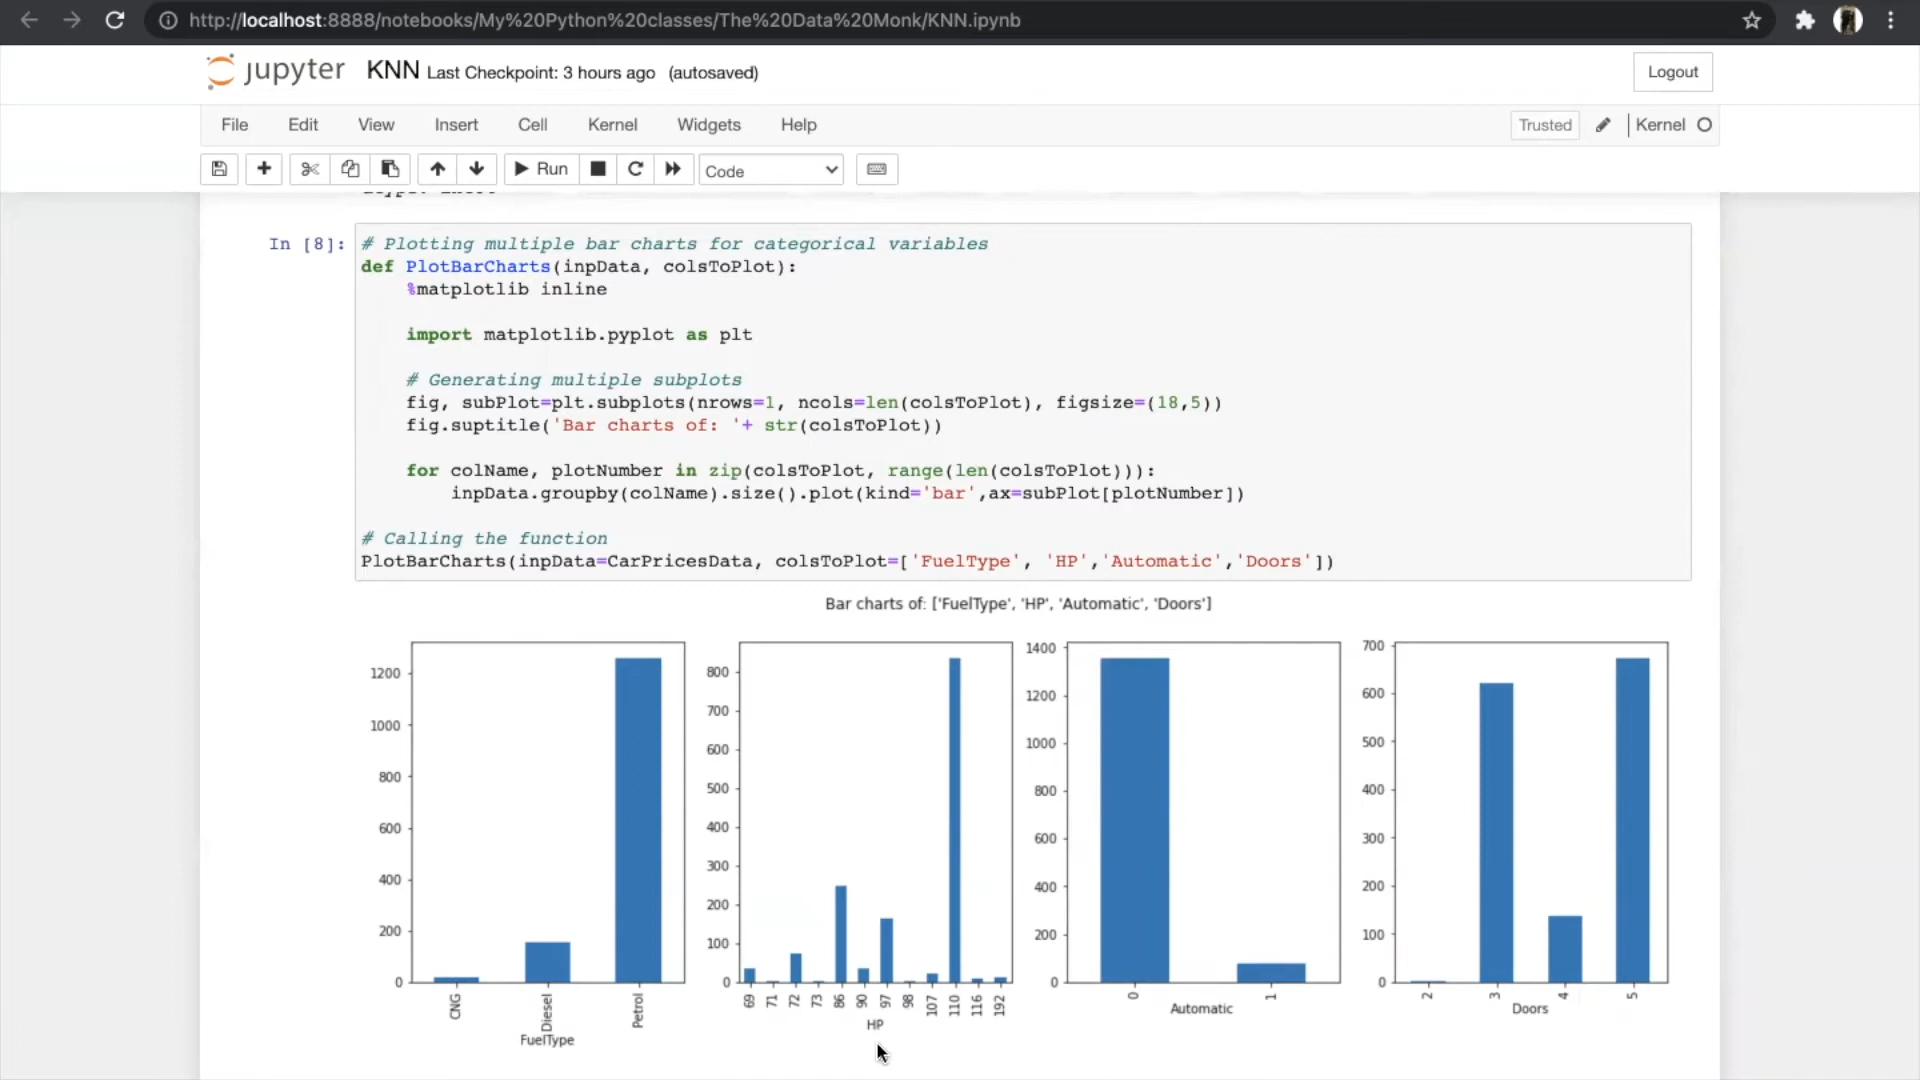 http://localhost:8888/notebooks/My%20Python%20classes/The%20Data%20Monk/KNN.ipynb
jupyter KNN Last Checkpoint: 3 hours ago (autosaved)
Logout
File Edit View Insert Cell Kernel Widgets Help
Trusted Kernel
Run Code
In [8]:
# Plotting multiple bar charts for categorical variables
def PlotBarCharts(inpData, colsToPlot):
%matplotlib inline
import matplotlib.pyplot as plt
# Generating multiple subplots
fig, subPlot=plt.subplots(nrows=1, ncols=len(colsToPlot), figsize=(18,5))
fig.suptitle('Bar charts of: '+ str(colsToPlot))
for colName, plotNumber in zip(colsToPlot, range(len(colsToPlot))):
inpData.groupby(colName).size().plot(kind='bar',ax=subPlot[plotNumber])
# Calling the function
PlotBarCharts(inpData=CarPricesData, colsToPlot=['FuelType', 'HP','Automatic','Doors'])
Bar charts of: ['FuelType', 'HP', 'Automatic', 'Doors']
1200
1000
800
600
400
200
0
CNG Diesel Petrol
FuelType
800
700
600
500
400
300
200
100
0
69 71 72 73 86 90 97 98 107 110 116 192
HP
1400
1200
1000
800
600
400
200
0
0 1
Automatic
700
600
500
400
300
200
100
0
2 3 4 5
Doors